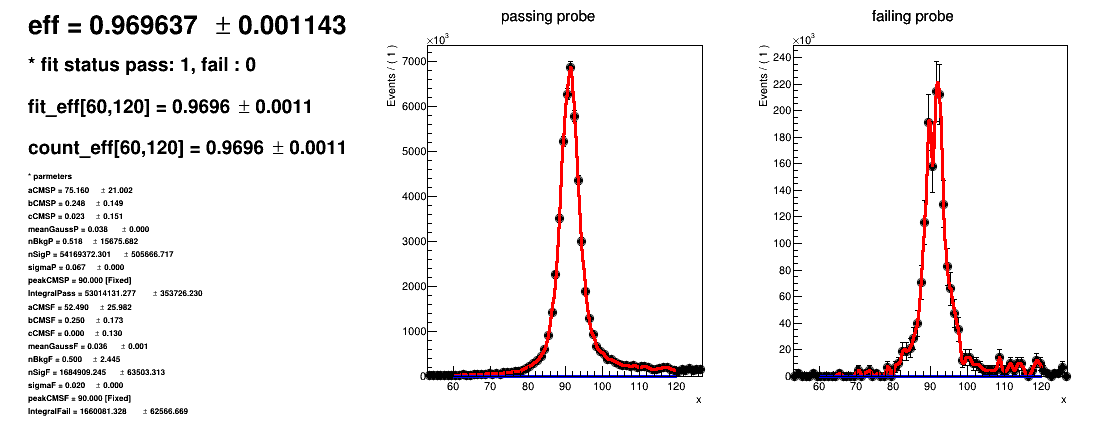 eff = 0.969637 ± 0.001143
* fit status pass: 1, fail : 0
fit_eff[60,120] = 0.9696 ± 0.0011
count_eff[60,120] = 0.9696 ± 0.0011
* parmeters
aCMSP = 75.160 ± 21.002
bCMSP = 0.248 ± 0.149
cCMSP = 0.023 ± 0.151
meanGaussP = 0.038 ± 0.000
nBkgP = 0.518 ± 15675.682
nSigP = 54169372.301 ± 505666.717
sigmaP = 0.067 ± 0.000
peakCMSP = 90.000 [Fixed]
IntegralPass = 53014131.277 ± 353726.230
aCMSF = 52.490 ± 25.982
bCMSF = 0.250 ± 0.173
cCMSF = 0.000 ± 0.130
meanGaussF = 0.036 ± 0.001
nBkgF = 0.500 ± 2.445
nSigF = 1684909.245 ± 63503.313
sigmaF = 0.020 ± 0.000
peakCMSF = 90.000 [Fixed]
IntegralFail = 1660081.328 ± 62566.669
passing probe
×10³
Events / ( 1 )
7000
6000
5000
4000
3000
2000
1000
0
60 70 80 90 100 110 120
x
failing probe
×10³
Events / ( 1 )
240
220
200
180
160
140
120
100
80
60
40
20
0
60 70 80 90 100 110 120
x